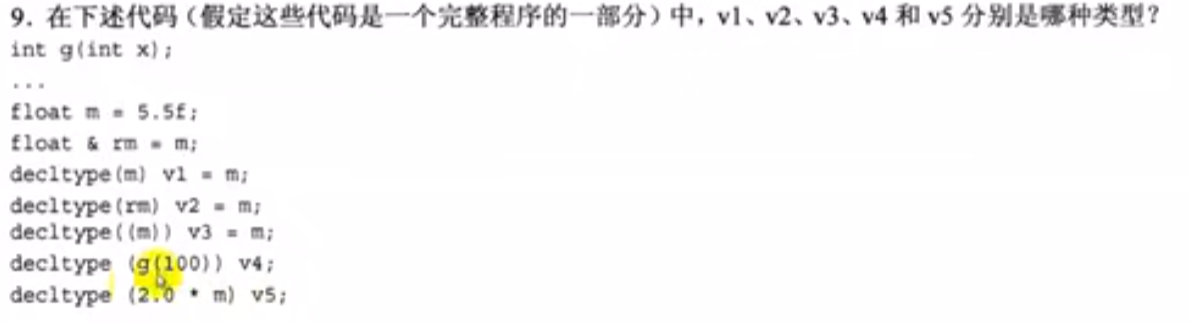 9. 在下述代码（假定这些代码是一个完整程序的一部分）中，v1、v2、v3、v4 和 v5 分别是哪种类型？
int g(int x);
...
float m = 5.5f;
float & rm = m;
decltype(m) v1 = m;
decltype(rm) v2 = m;
decltype((m)) v3 = m;
decltype (g(100)) v4;
decltype (2.0 * m) v5;